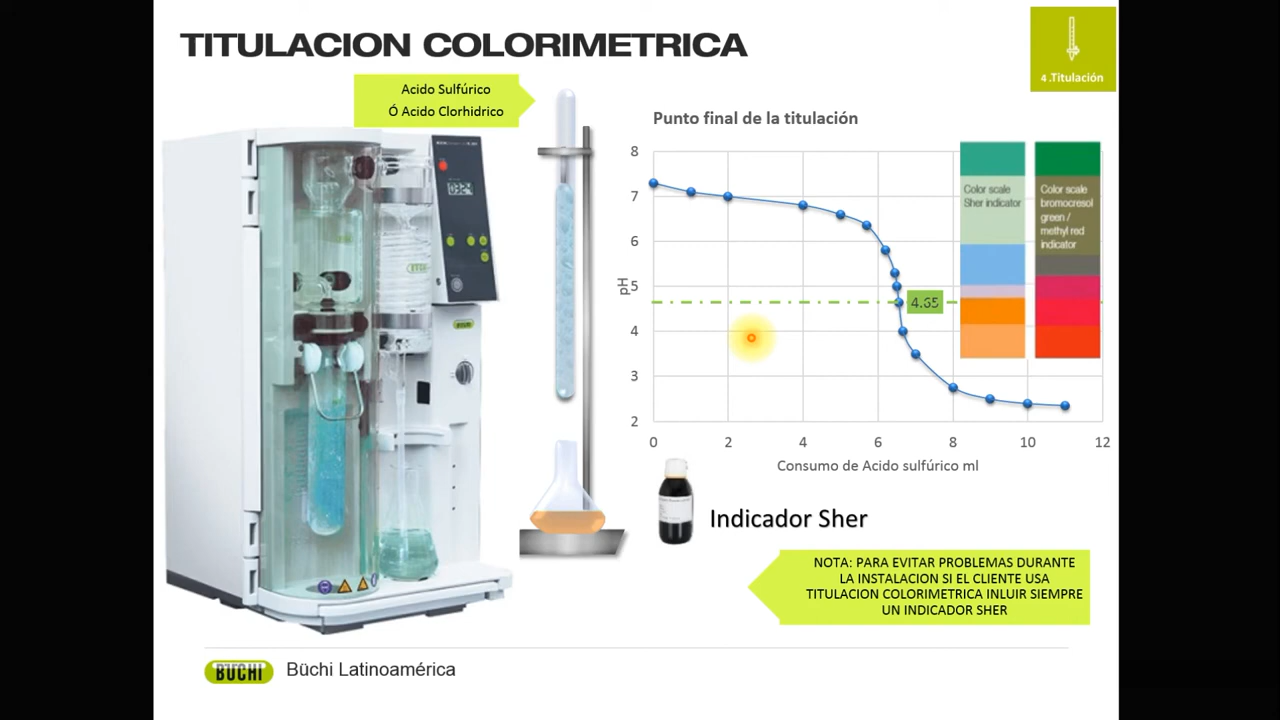 TITULACION COLORIMETRICA
4 .Titulación
Acido Sulfúrico
Ó Acido Clorhidrico
Punto final de la titulación
8
7
6
5
4
3
2
pH
0
2
4
6
8
10
12
Consumo de Acido sulfúrico ml
4.65
Color scale
Sher indicator
Color scale
bromocresol
green /
methyl red
indicator
BUCHI
Indicador Sher
NOTA: PARA EVITAR PROBLEMAS DURANTE
LA INSTALACION SI EL CLIENTE USA
TITULACION COLORIMETRICA INLUIR SIEMPRE
UN INDICADOR SHER
BÜCHI
Büchi Latinoamérica